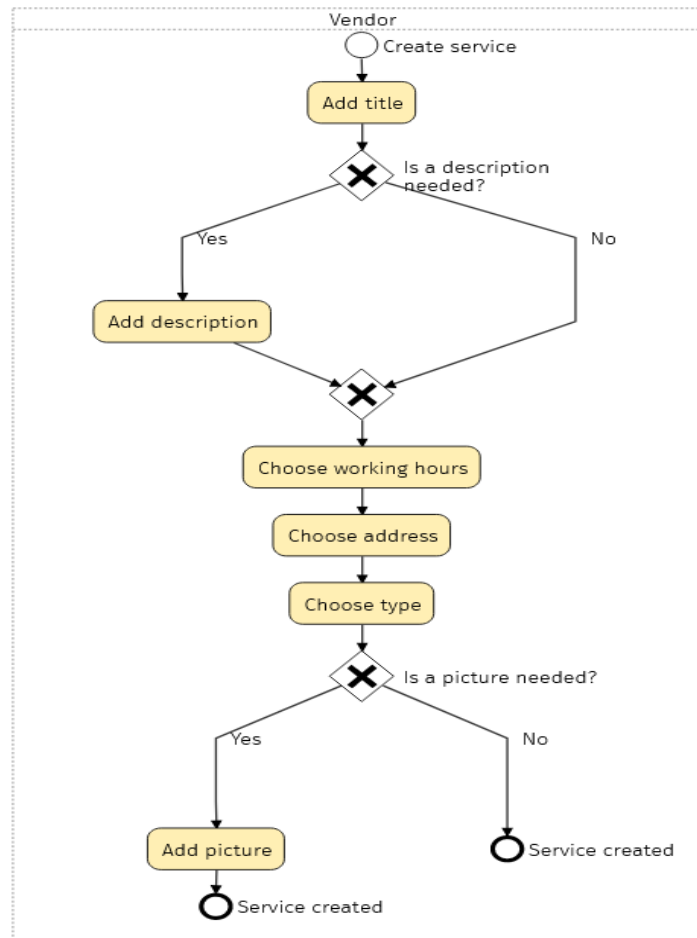 Vendor
Create service
Add title
Is a description
needed?
Yes
No
Add description
Choose working hours
Choose address
Choose type
Is a picture needed?
Yes
No
Add picture
Service created
Service created